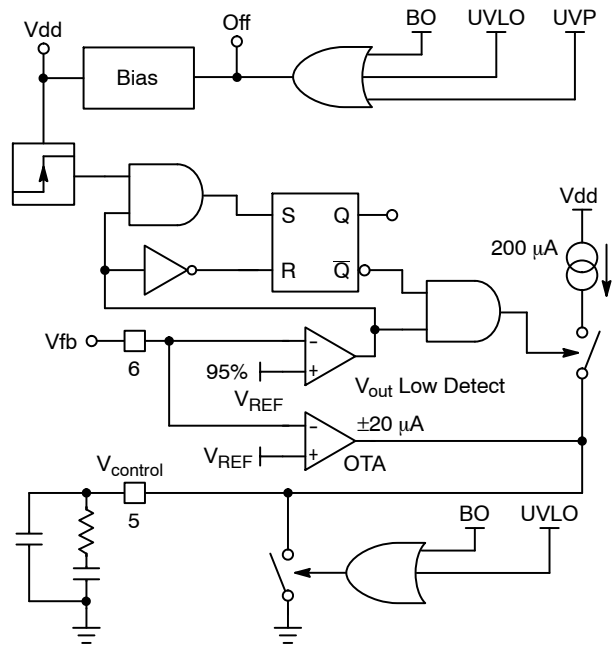 Vdd
Off
BO
UVLO
UVP
Bias
S
Q
R
Q̅
Vdd
200 µA
Vfb
6
95%
VREF
Vout Low Detect
±20 µA
VREF
OTA
Vcontrol
5
BO
UVLO